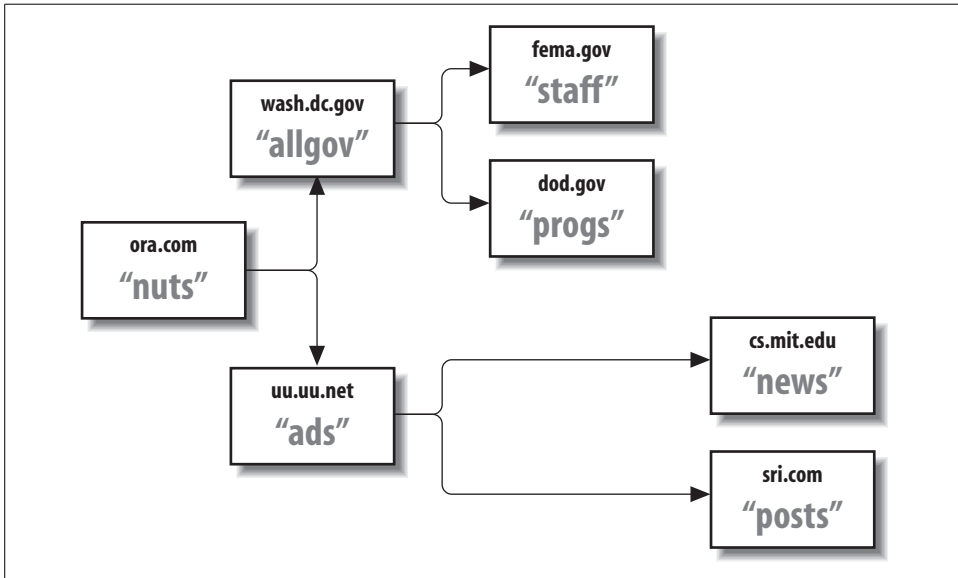 fema.gov
“staff”
wash.dc.gov
“allgov”
dod.gov
“progs”
ora.com
“nuts”
cs.mit.edu
“news”
uu.uu.net
“ads”
sri.com
“posts”